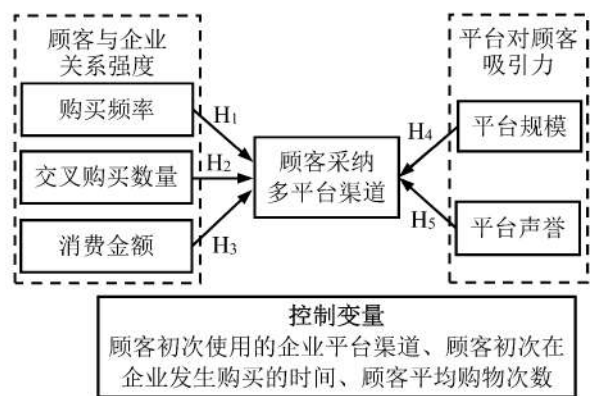 顾客与企业
关系强度
购买频率
交叉购买数量
消费金额
H1
H2
H3
顾客采纳
多平台渠道
H4
H5
平台对顾客
吸引力
平台规模
平台声誉
控制变量
顾客初次使用的企业平台渠道、顾客初次在
企业发生购买的时间、顾客平均购物次数